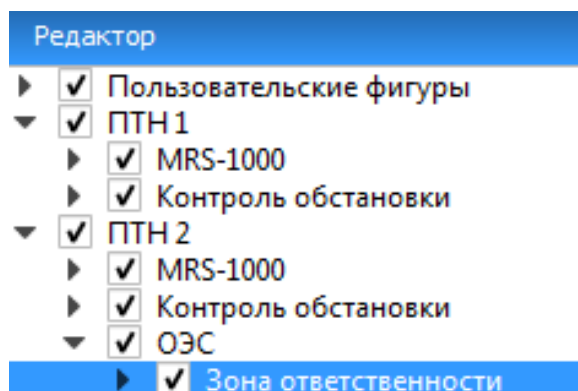 Редактор
Пользовательские фигуры
ПТН 1
MRS-1000
Контроль обстановки
ПТН 2
MRS-1000
Контроль обстановки
ОЭС
Зона ответственности